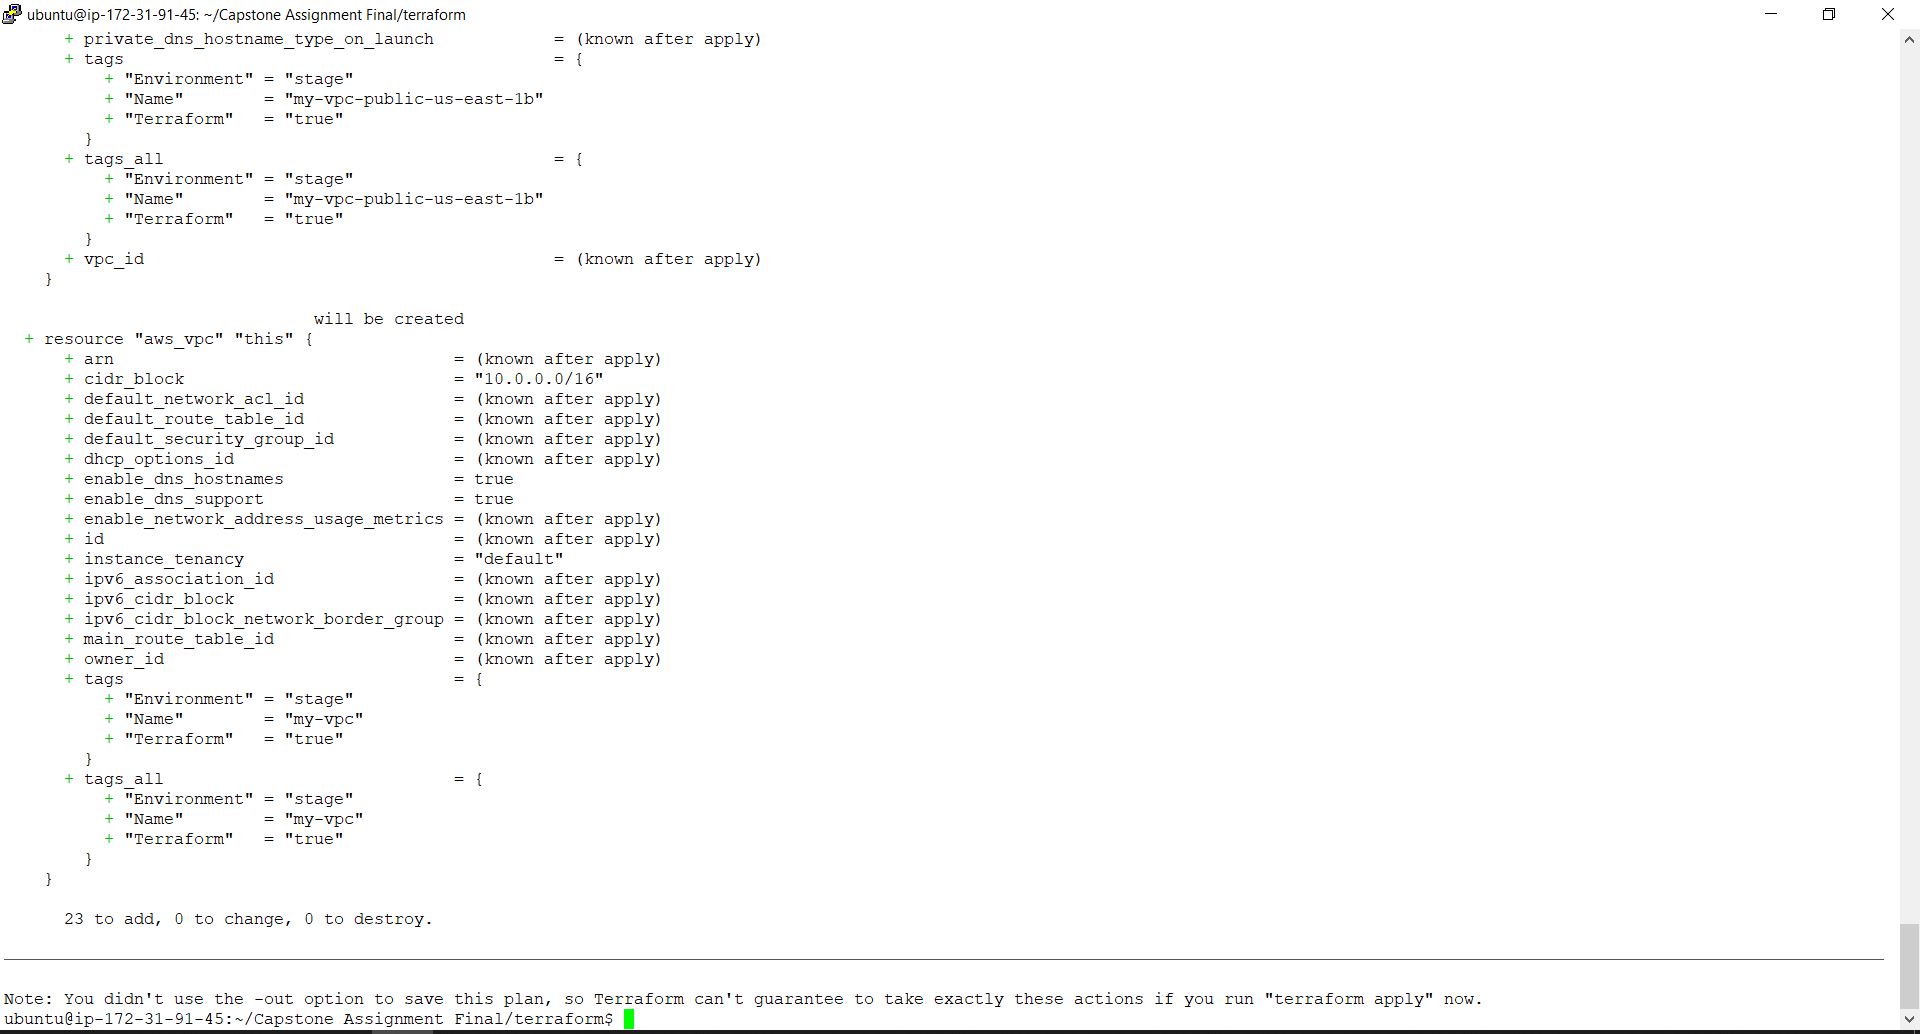 ubuntu@ip-172-31-91-45: ~/Capstone Assignment Final/terraform
      + private_dns_hostname_type_on_launch            = (known after apply)
      + tags                                           = {
          + "Environment" = "stage"
          + "Name"        = "my-vpc-public-us-east-1b"
          + "Terraform"   = "true"
        }
      + tags_all                                       = {
          + "Environment" = "stage"
          + "Name"        = "my-vpc-public-us-east-1b"
          + "Terraform"   = "true"
        }
      + vpc_id                                         = (known after apply)
    }
                               will be created
  + resource "aws_vpc" "this" {
      + arn                                  = (known after apply)
      + cidr_block                           = "10.0.0.0/16"
      + default_network_acl_id               = (known after apply)
      + default_route_table_id               = (known after apply)
      + default_security_group_id            = (known after apply)
      + dhcp_options_id                      = (known after apply)
      + enable_dns_hostnames                 = true
      + enable_dns_support                   = true
      + enable_network_address_usage_metrics = (known after apply)
      + id                                   = (known after apply)
      + instance_tenancy                     = "default"
      + ipv6_association_id                  = (known after apply)
      + ipv6_cidr_block                      = (known after apply)
      + ipv6_cidr_block_network_border_group = (known after apply)
      + main_route_table_id                  = (known after apply)
      + owner_id                             = (known after apply)
      + tags                                 = {
          + "Environment" = "stage"
          + "Name"        = "my-vpc"
          + "Terraform"   = "true"
        }
      + tags_all                             = {
          + "Environment" = "stage"
          + "Name"        = "my-vpc"
          + "Terraform"   = "true"
        }
    }
      23 to add, 0 to change, 0 to destroy.
Note: You didn't use the -out option to save this plan, so Terraform can't guarantee to take exactly these actions if you run "terraform apply" now.
ubuntu@ip-172-31-91-45:~/Capstone Assignment Final/terraform$